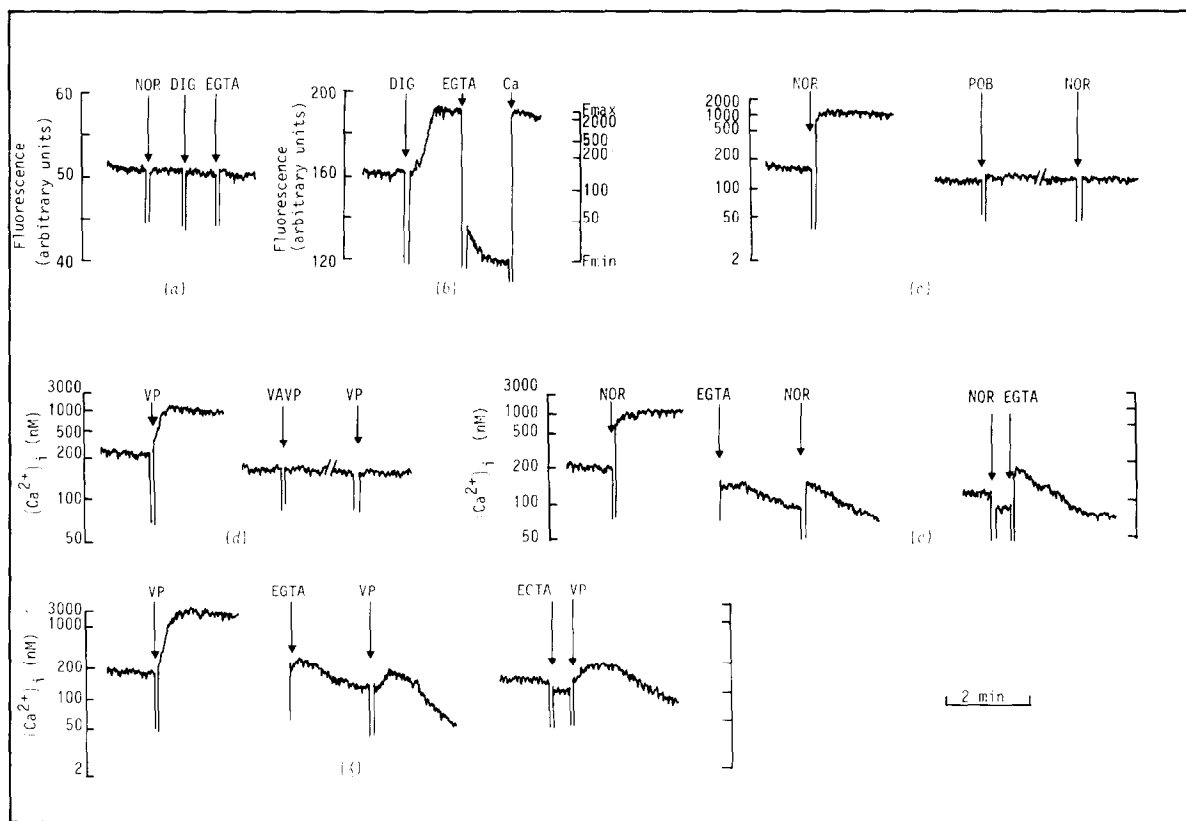 NOR DIG EGTA
60
50
40
Fluorescence
(arbitrary units)
(a)
DIG EGTA Ca
200
160
120
Fluorescence
(arbitrary units)
Fmax
2000
500
200
100
50
Fmin
(b)
NOR POB NOR
2000
1000
500
200
100
50
2
(c)
VP VAVP VP
3000
1000
500
200
100
50
(Ca2+)i (nM)
(d)
NOR EGTA NOR NOR EGTA
3000
1000
500
200
100
50
(Ca2+)i (nM)
(e)
VP EGTA VP EGTA VP
3000
1000
200
100
50
2
(Ca2+)i (nM)
2 min